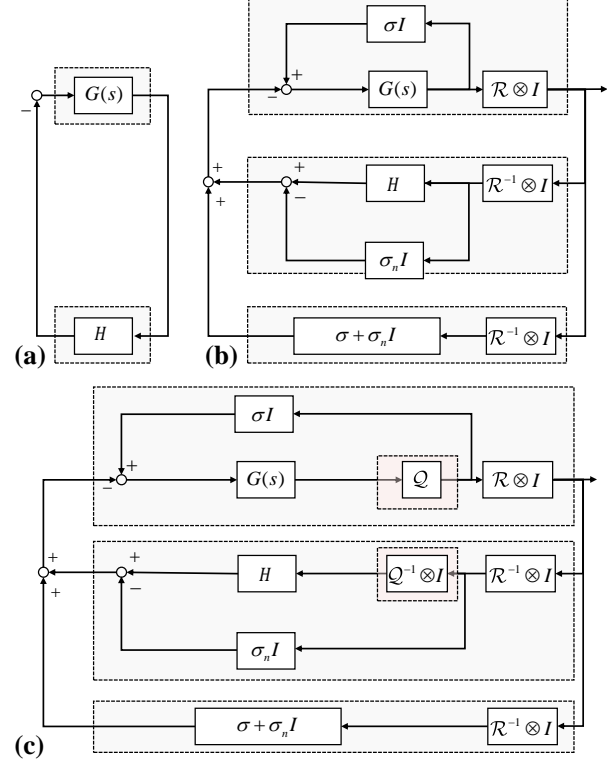 G(s)
−
H
(a)
σI
+
−
G(s)
ℛ ⊗ I
+
+
+
−
H
ℛ⁻¹ ⊗ I
σₙI
σ + σₙI
ℛ⁻¹ ⊗ I
(b)
σI
+
−
G(s)
𝒬
ℛ ⊗ I
+
+
+
−
H
𝒬⁻¹ ⊗I
ℛ⁻¹ ⊗ I
σₙI
σ + σₙI
ℛ⁻¹ ⊗ I
(c)